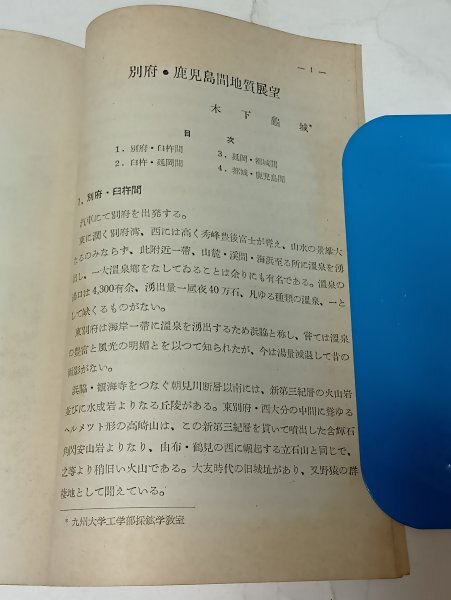 — 1 —
別府・鹿児島間地質展望
木下亀城*
目次
1. 別府・臼杵間 3. 延岡・都城間
2. 臼杵・延岡間 4. 都城・鹿児島間
1. 別府・臼杵間
汽車にて別府を出発する。
東に濶く別府湾、西には高く秀峰豊後富士が聳え、山水の景雄大
なるのみならず、此附近一帯、山麓・渓間・海浜至る所に温泉を湧
出し、一大温泉郷をなしてゐることは余りにも有名である。温泉の
湧口は4,300有余、湧出量一昼夜40万石、凡ゆる種類の温泉、一と
して缺くるものがない。
東別府は海岸一帯に温泉を湧出するため浜脇と称し、嘗ては温泉
の豊富と風光の明媚とを以つて知られたが、今は湯量減退して昔の
面影がない。
浜脇・観海寺をつなぐ朝見川断層以南には、新第三紀層の火山岩
並びに水成岩よりなる丘陵がある。東別府・西大分の中間に聳ゆる
ヘルメツト形の高崎山は、この新第三紀層を貫いて噴出した含輝石
角閃安山岩よりなり、由布・鶴見の西に崛起する立石山と同じで、
之等より稍旧い火山である。大友時代の旧城址があり、又野猿の群
棲地として聞えている。
* 九州大学工学部採鉱学教室